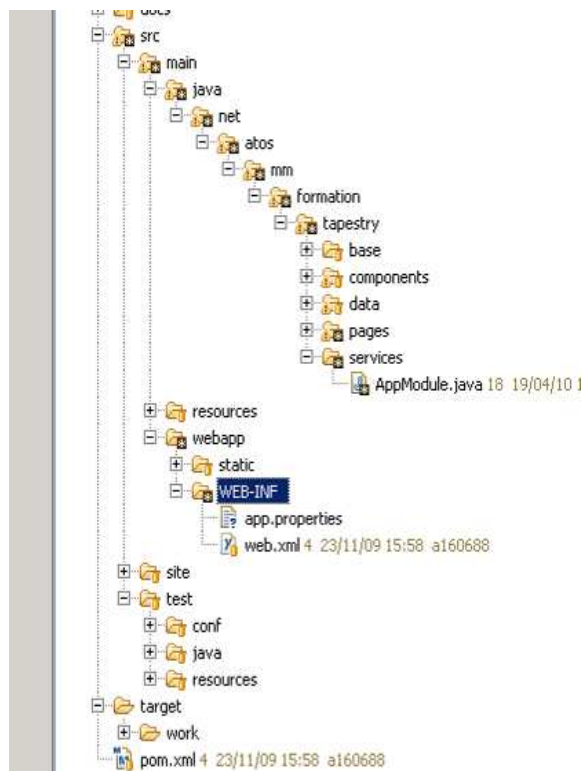 docs
src
main
java
net
atos
mm
formation
tapestry
base
components
data
pages
services
AppModule.java 18 19/04/10 1
resources
webapp
static
WEB-INF
app.properties
web.xml 4 23/11/09 15:58 a160688
site
test
conf
java
resources
target
work
pom.xml 4 23/11/09 15:58 a160688